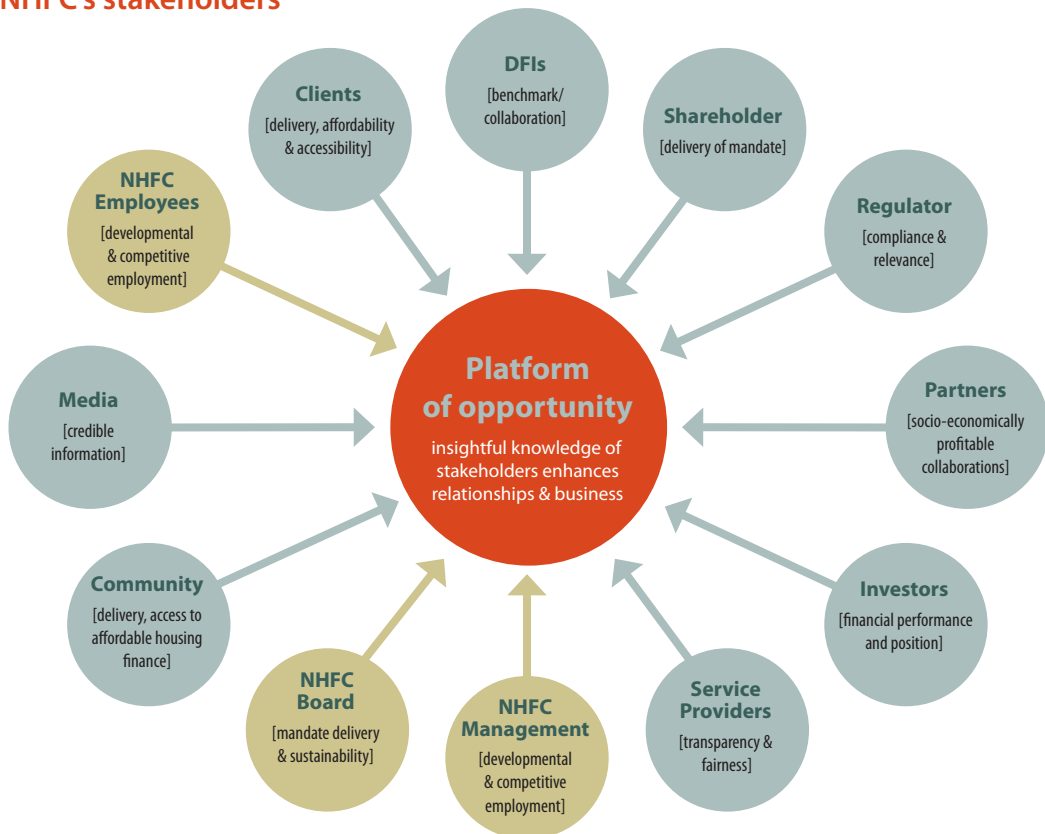 NHFC's stakeholders
DFIs
[benchmark/
collaboration]
Clients
[delivery, affordability
& accessibility]
Shareholder
[delivery of mandate]
NHFC
Employees
[developmental
& competitive
employment]
Regulator
[compliance &
relevance]
Platform
of opportunity
insightful knowledge of
stakeholders enhances
relationships & business
Media
[credible
information]
Partners
[socio-economically
profitable
collaborations]
Community
[delivery, access to
affordable housing
finance]
Investors
[financial performance
and position]
NHFC
Board
[mandate delivery
& sustainability]
NHFC
Management
[developmental
& competitive
employment]
Service
Providers
[transparency &
fairness]